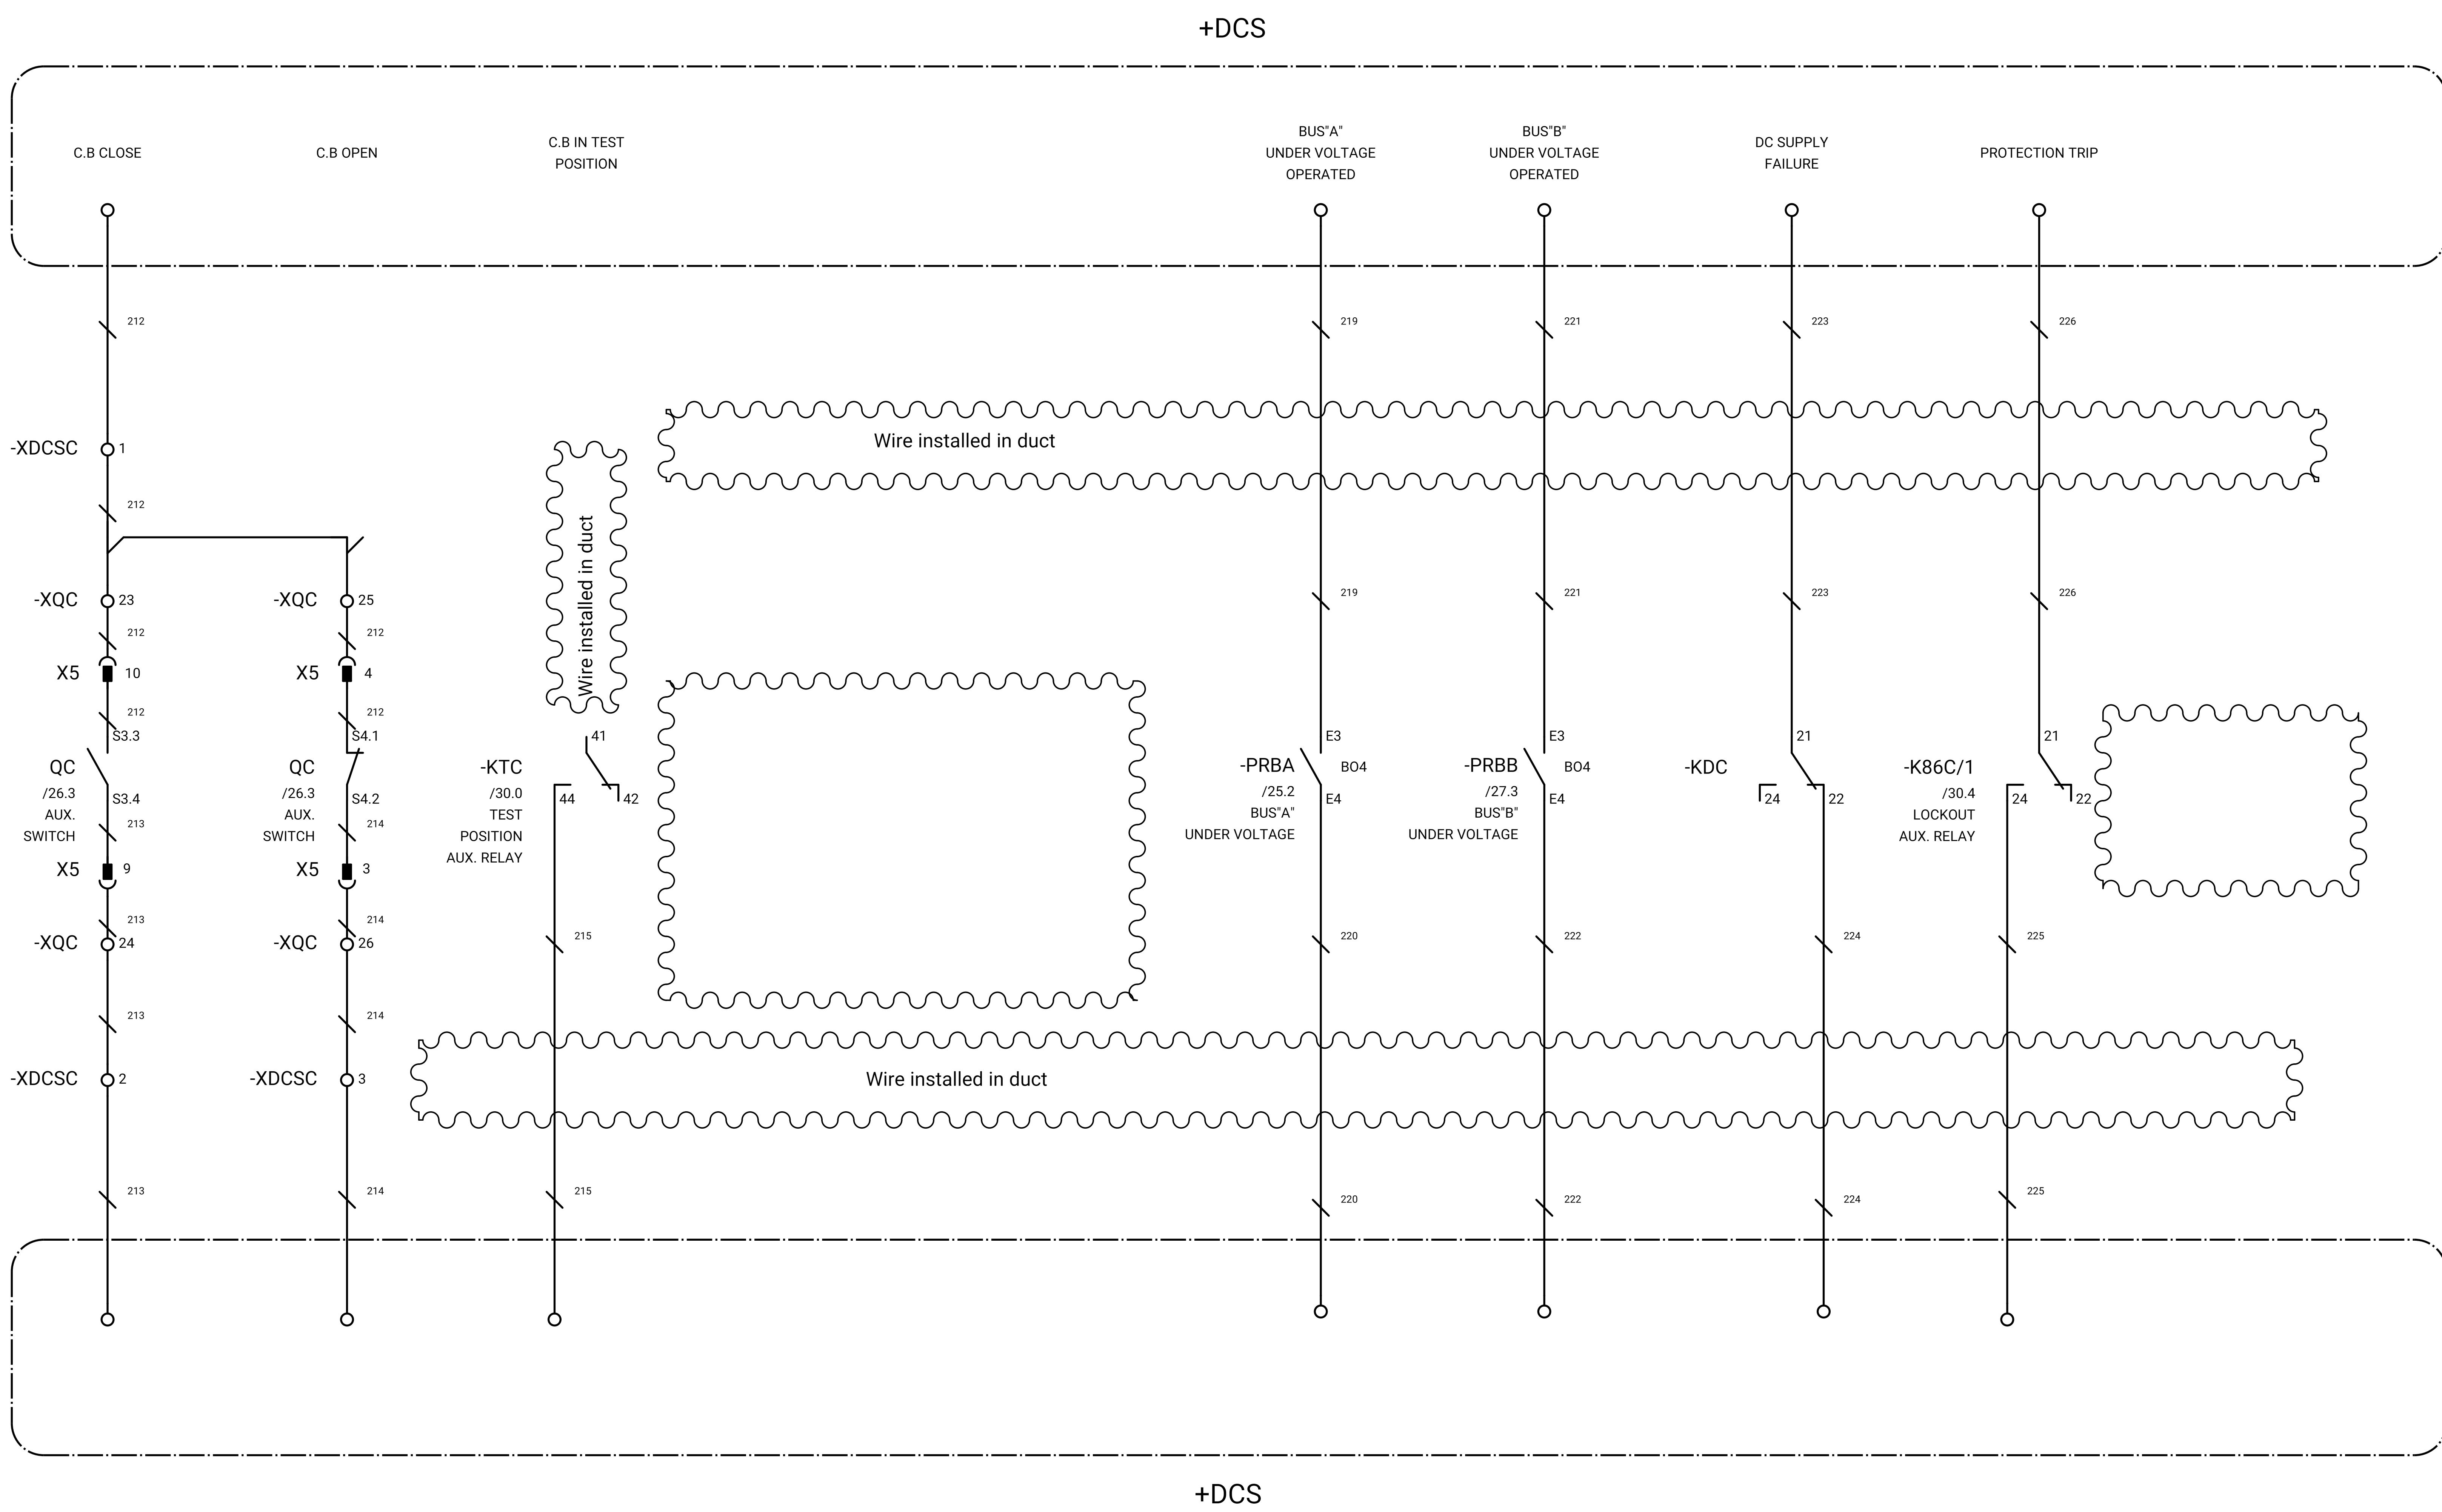 +DCS
C.B CLOSE
C.B OPEN
C.B IN TEST
POSITION
BUS"A"
UNDER VOLTAGE
OPERATED
BUS"B"
UNDER VOLTAGE
OPERATED
DC SUPPLY
FAILURE
PROTECTION TRIP
212
219
221
223
226
-XDCSC
1
212
Wire installed in duct
Wire installed in duct
-XQC
23
-XQC
25
219
221
223
226
212
212
X5
10
X5
4
212
212
S3.3
QC
/26.3
AUX.
SWITCH
S3.4
213
S4.1
QC
/26.3
AUX.
SWITCH
S4.2
214
41
-KTC
/30.0
TEST
POSITION
AUX. RELAY
44
42
E3
-PRBA
BO4
/25.2
BUS"A"
UNDER VOLTAGE
E4
E3
-PRBB
BO4
/27.3
BUS"B"
UNDER VOLTAGE
E4
21
-KDC
24
22
21
-K86C/1
/30.4
LOCKOUT
AUX. RELAY
24
22
X5
9
X5
3
213
214
-XQC
24
-XQC
26
215
220
222
224
225
213
214
-XDCSC
2
-XDCSC
3
Wire installed in duct
213
214
215
220
222
224
225
+DCS